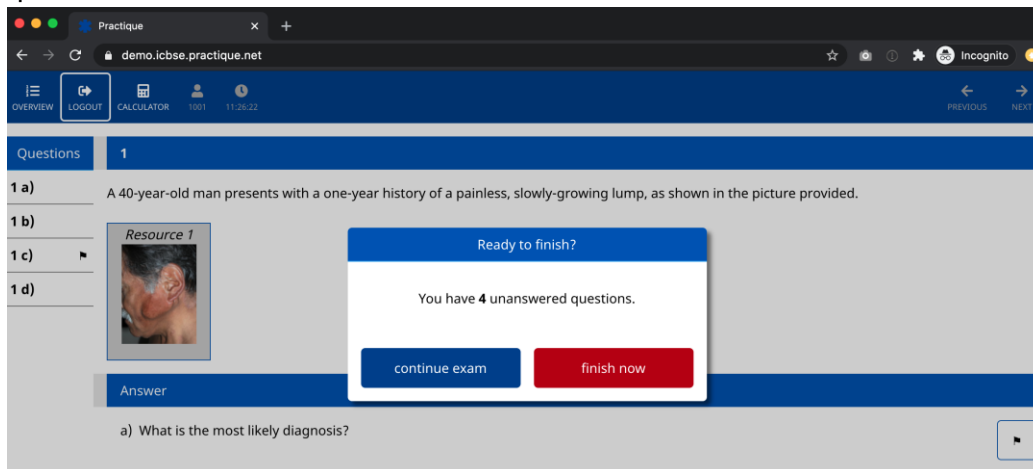 Practique
demo.icbse.practique.net
Incognito
OVERVIEW LOGOUT CALCULATOR 1001 11:26:22 PREVIOUS NEXT
Questions 1
1 a)
A 40-year-old man presents with a one-year history of a painless, slowly-growing lump, as shown in the picture provided.
1 b)
Resource 1
1 c)
1 d)
Ready to finish?
You have 4 unanswered questions.
continue exam finish now
Answer
a) What is the most likely diagnosis?